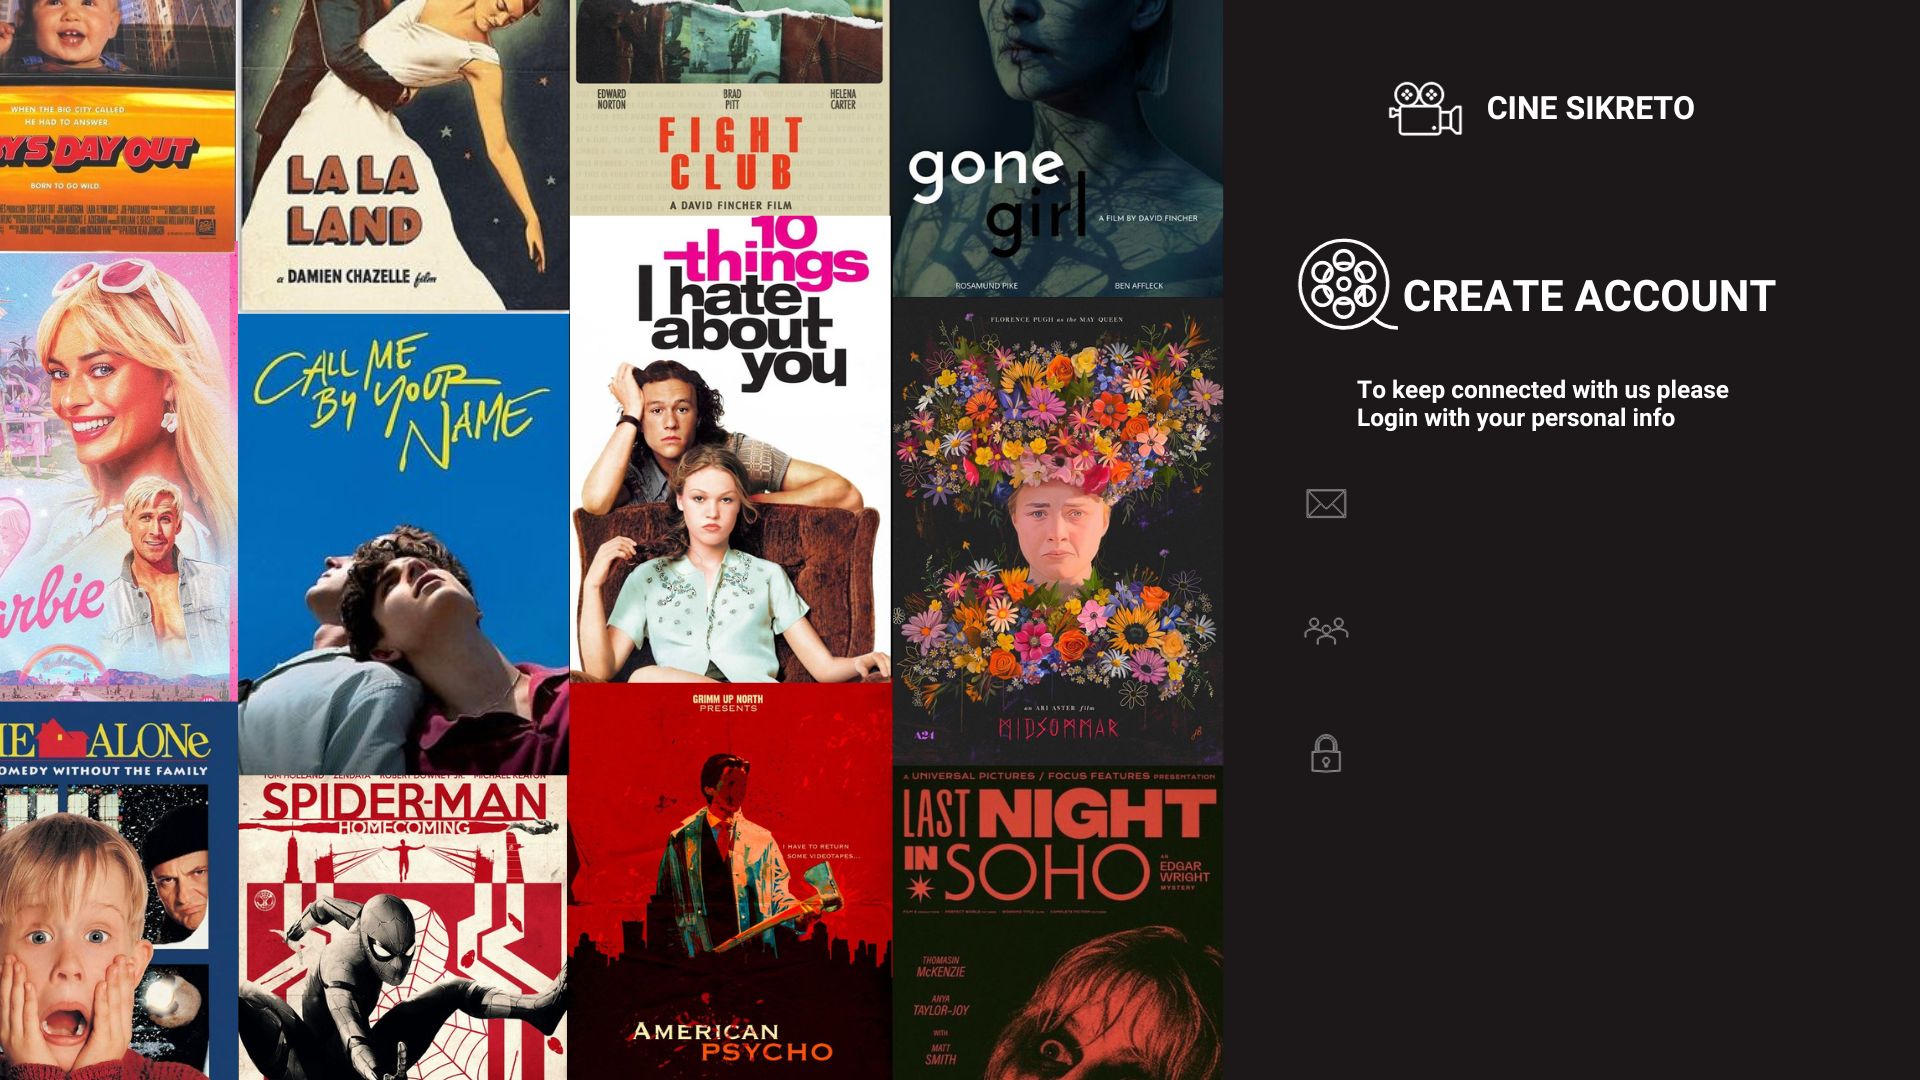 WHEN THE BIG CITY CALLED
HE HAD TO ANSWER.
Y'S DAY OUT
BORN TO GO WILD.
arbie
IE ALONe
OMEDY WITHOUT THE FAMILY
LA LA
LAND
a DAMIEN CHAZELLE film
CALL ME
BY YOUR
NAME
TOM HOLLAND ZENDAYA ROBERT DOWNEY JR. MICHAEL KEATON
SPIDER-MAN
HOMECOMING
EDWARD NORTON
BRAD PITT
HELENA CARTER
FIGHT
CLUB
A DAVID FINCHER FILM
10
things
I hate
about
you
GRIMM UP NORTH
PRESENTS
I HAVE TO RETURN
SOME VIDEOTAPES...
AMERICAN
PSYCHO
gone
girl
A FILM BY DAVID FINCHER
ROSAMUND PIKE BEN AFFLECK
FLORENCE PUGH as the MAY QUEEN
an ARI ASTER film
MIDSOMMAR
A24
A UNIVERSAL PICTURES / FOCUS FEATURES PRESENTATION
LAST NIGHT
IN SOHO
AN
EDGAR
WRIGHT
MYSTERY
THOMASIN
McKENZIE
ANYA
TAYLOR-JOY
WITH
MATT
SMITH
CINE SIKRETO
CREATE ACCOUNT
To keep connected with us please
Login with your personal info